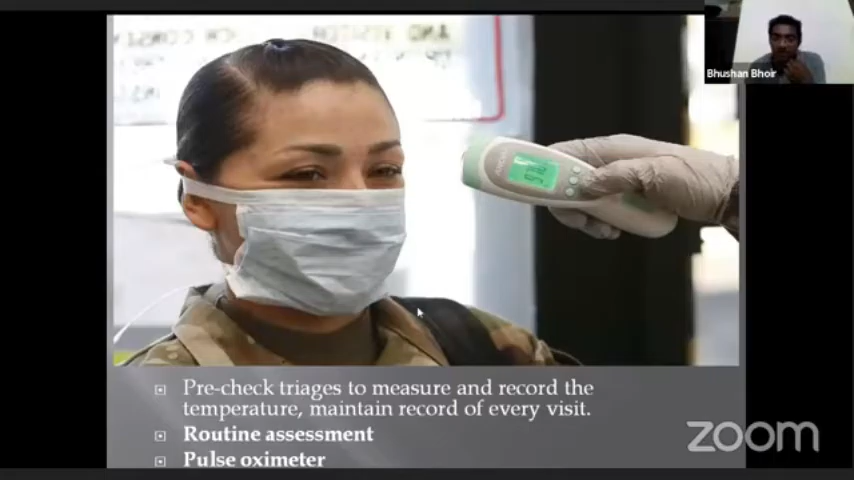 Bhushan Bhoir
Pre-check triages to measure and record the
temperature, maintain record of every visit.
Routine assessment
Pulse oximeter
zoom